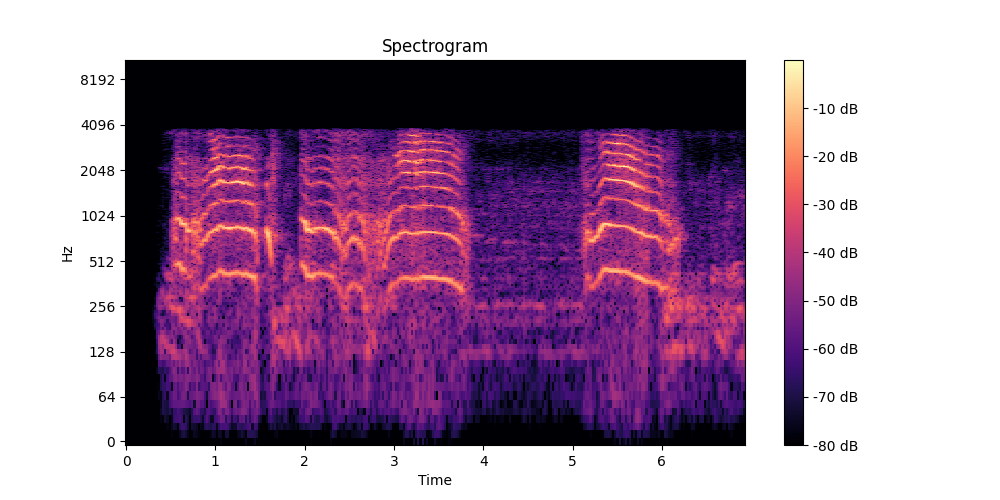 Spectrogram
8192
4096
2048
1024
512
256
128
64
0
Hz
0 1 2 3 4 5 6
Time
-10 dB
-20 dB
-30 dB
-40 dB
-50 dB
-60 dB
-70 dB
-80 dB